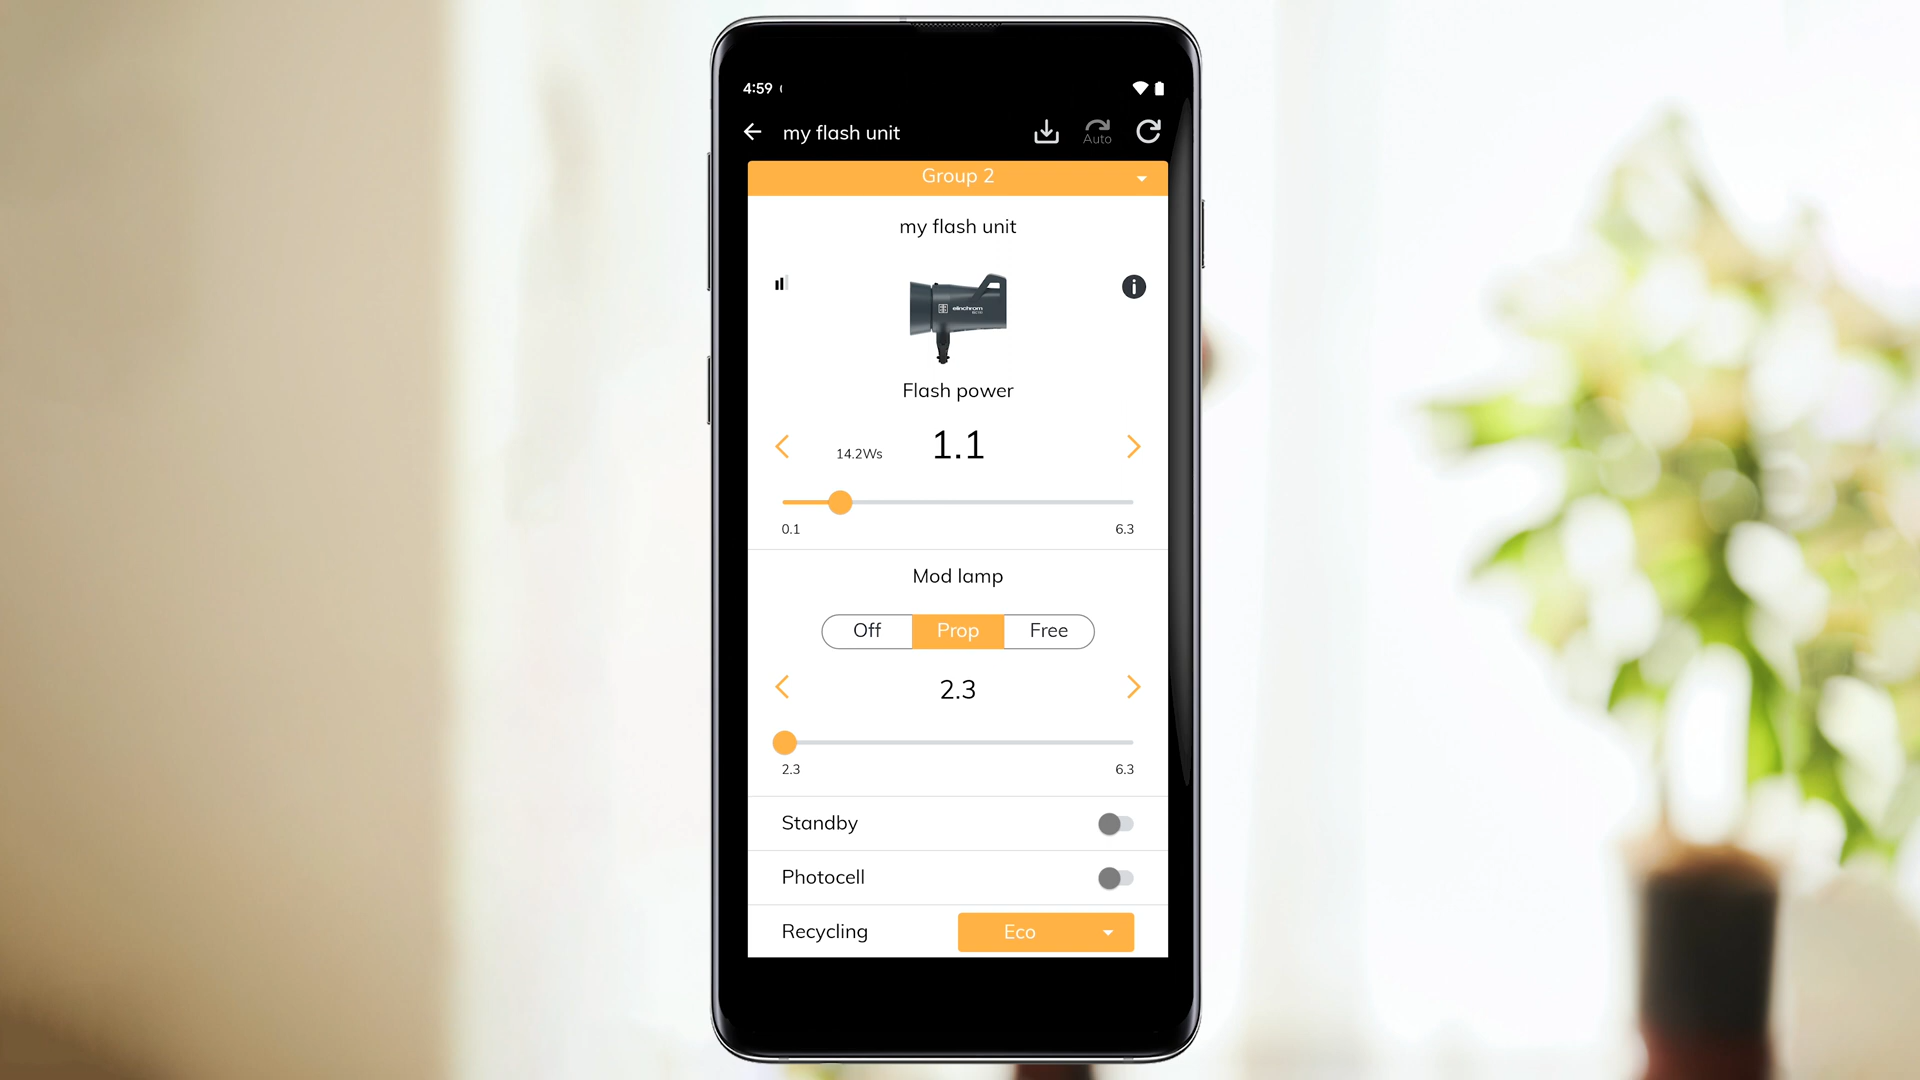 4:59
my flash unit
Auto
Group 2
my flash unit
elinchrom
Flash power
14.2Ws
1.1
0.1
6.3
Mod lamp
Off
Prop
Free
2.3
2.3
6.3
Standby
Photocell
Recycling
Eco